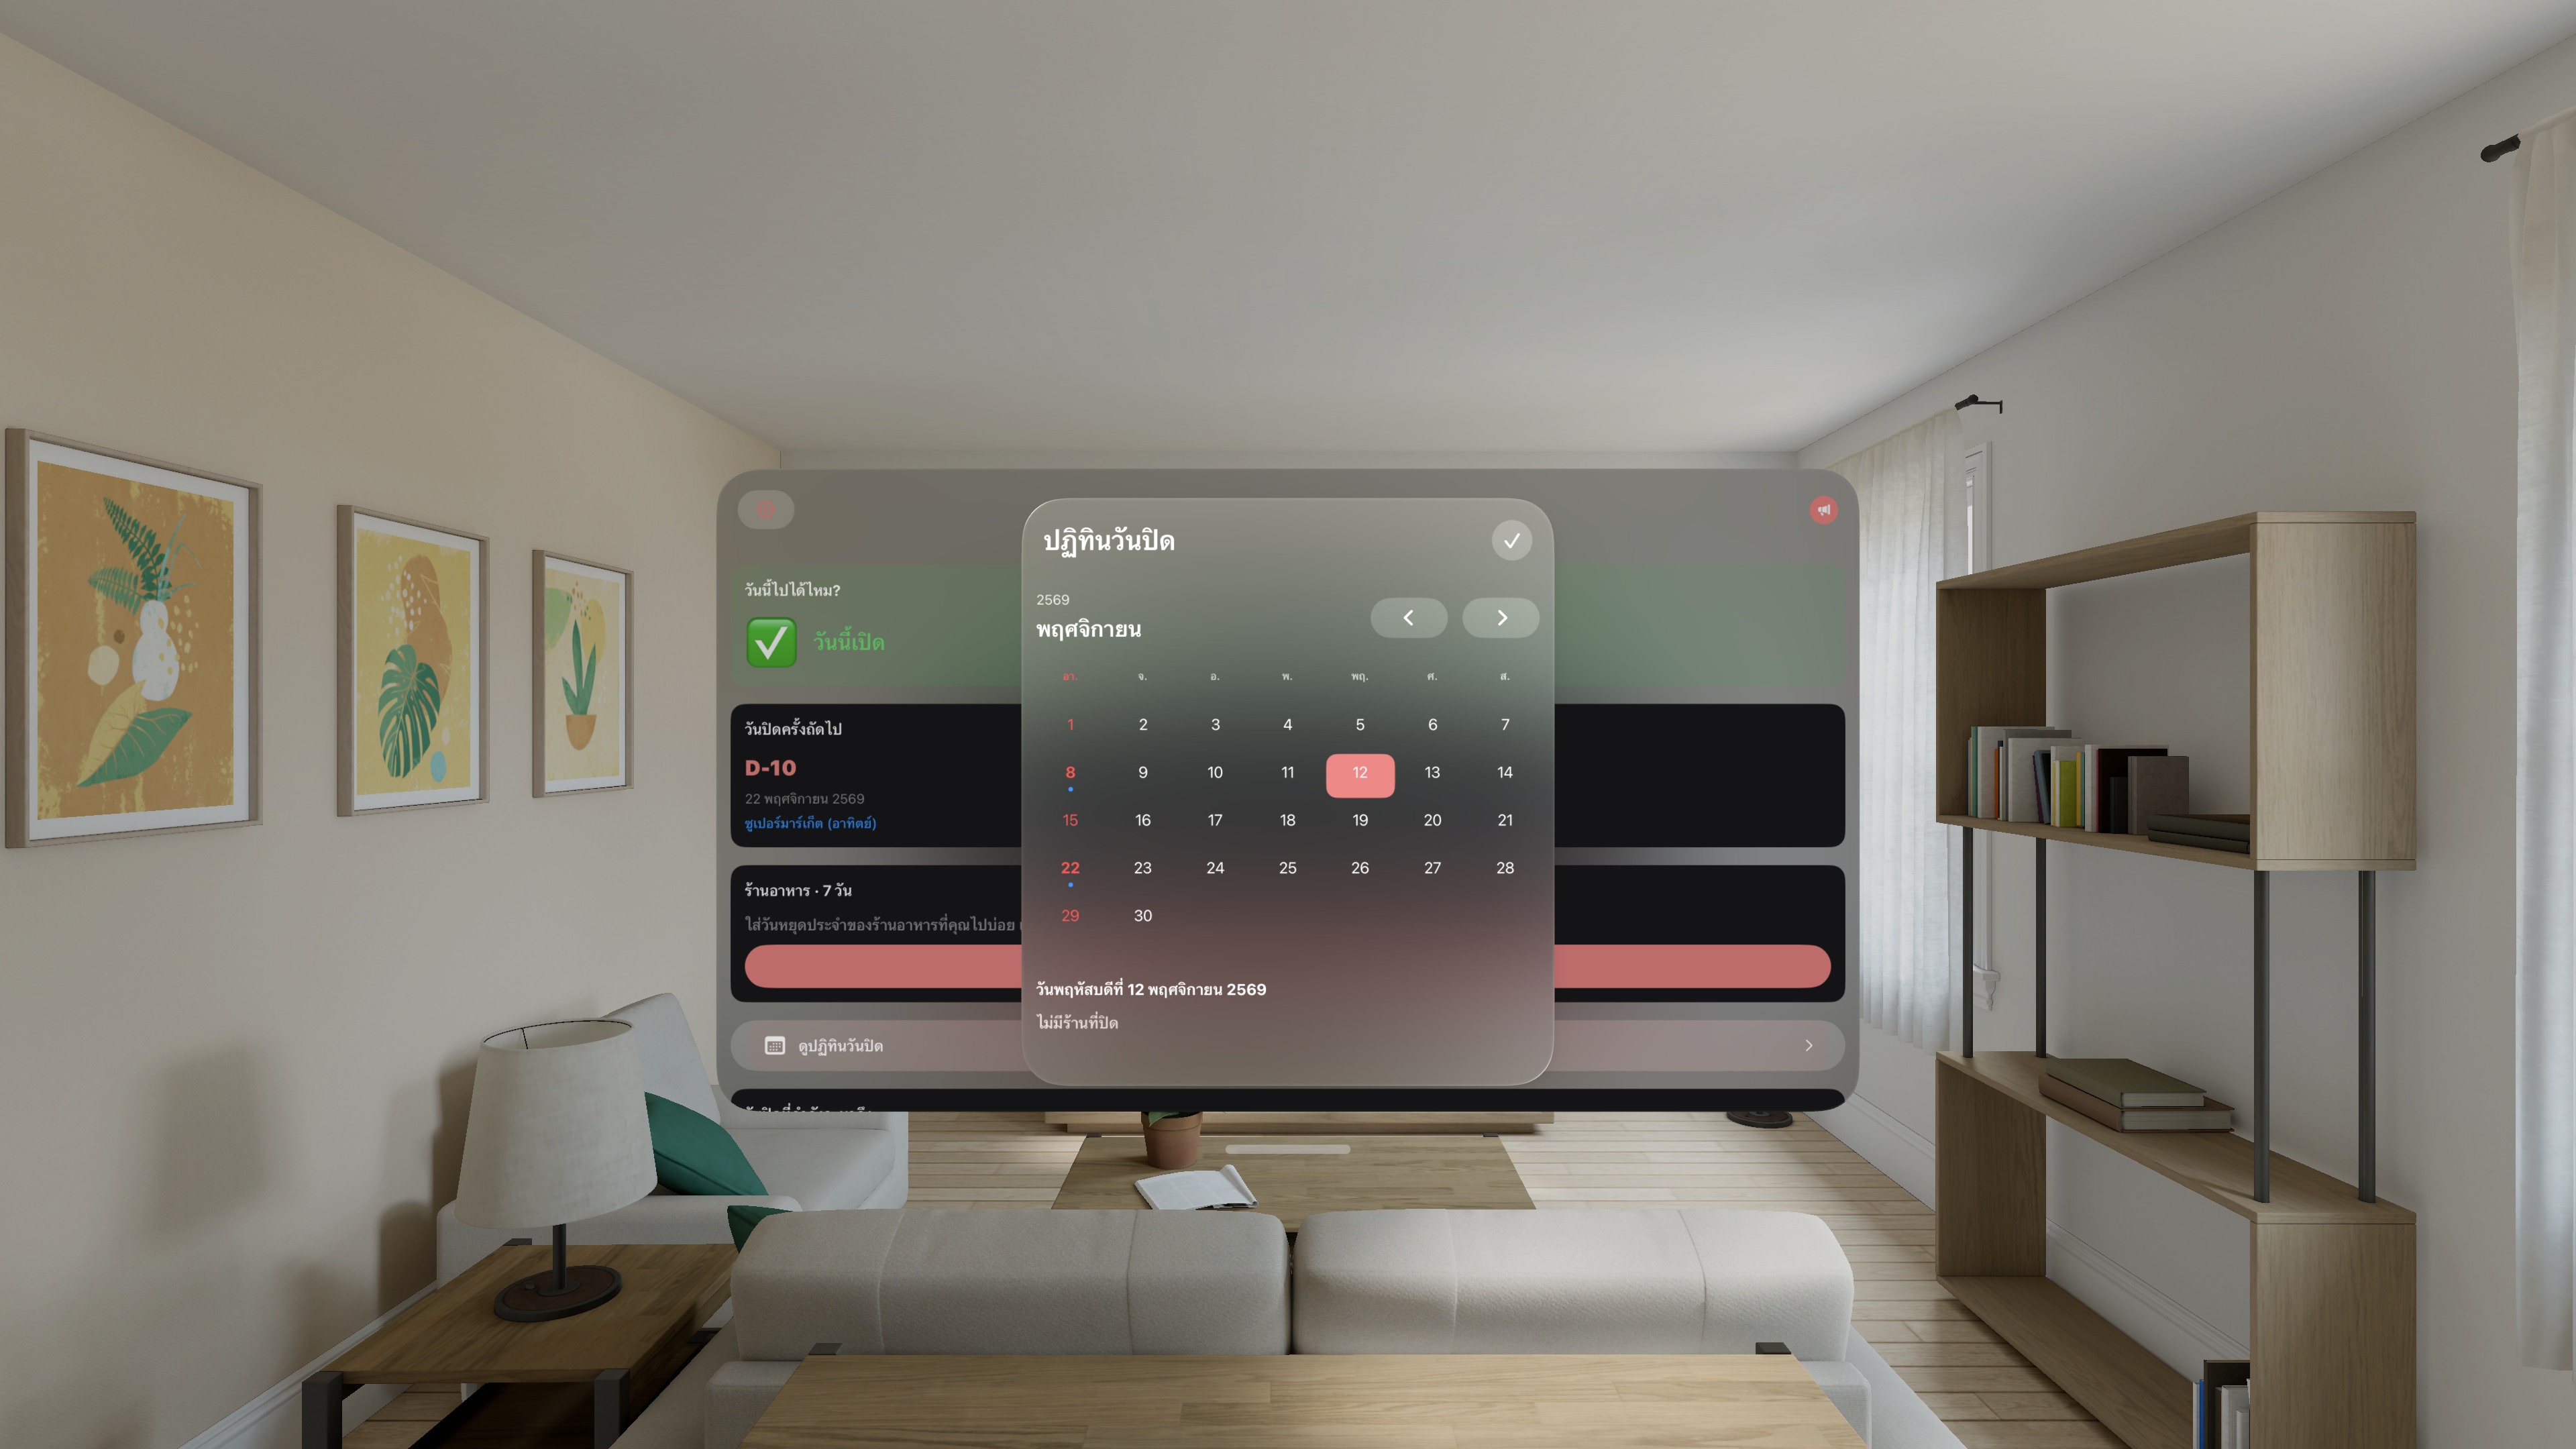 ปฏิทินวันปิด
2569
พฤศจิกายน
อา. จ. อ. พ. พฤ. ศ. ส.
1 2 3 4 5 6 7
8 9 10 11 12 13 14
15 16 17 18 19 20 21
22 23 24 25 26 27 28
29 30
วันพฤหัสบดีที่ 12 พฤศจิกายน 2569
ไม่มีร้านที่ปิด
วันนี้ไปได้ไหม?
วันนี้เปิด
วันปิดครั้งถัดไป
D-10
22 พฤศจิกายน 2569
ซูเปอร์มาร์เก็ต (อาทิตย์)
ร้านอาหาร · 7 วัน
ใส่วันหยุดประจำของร้านอาหารที่คุณไปบ่อย
ดูปฏิทินวันปิด